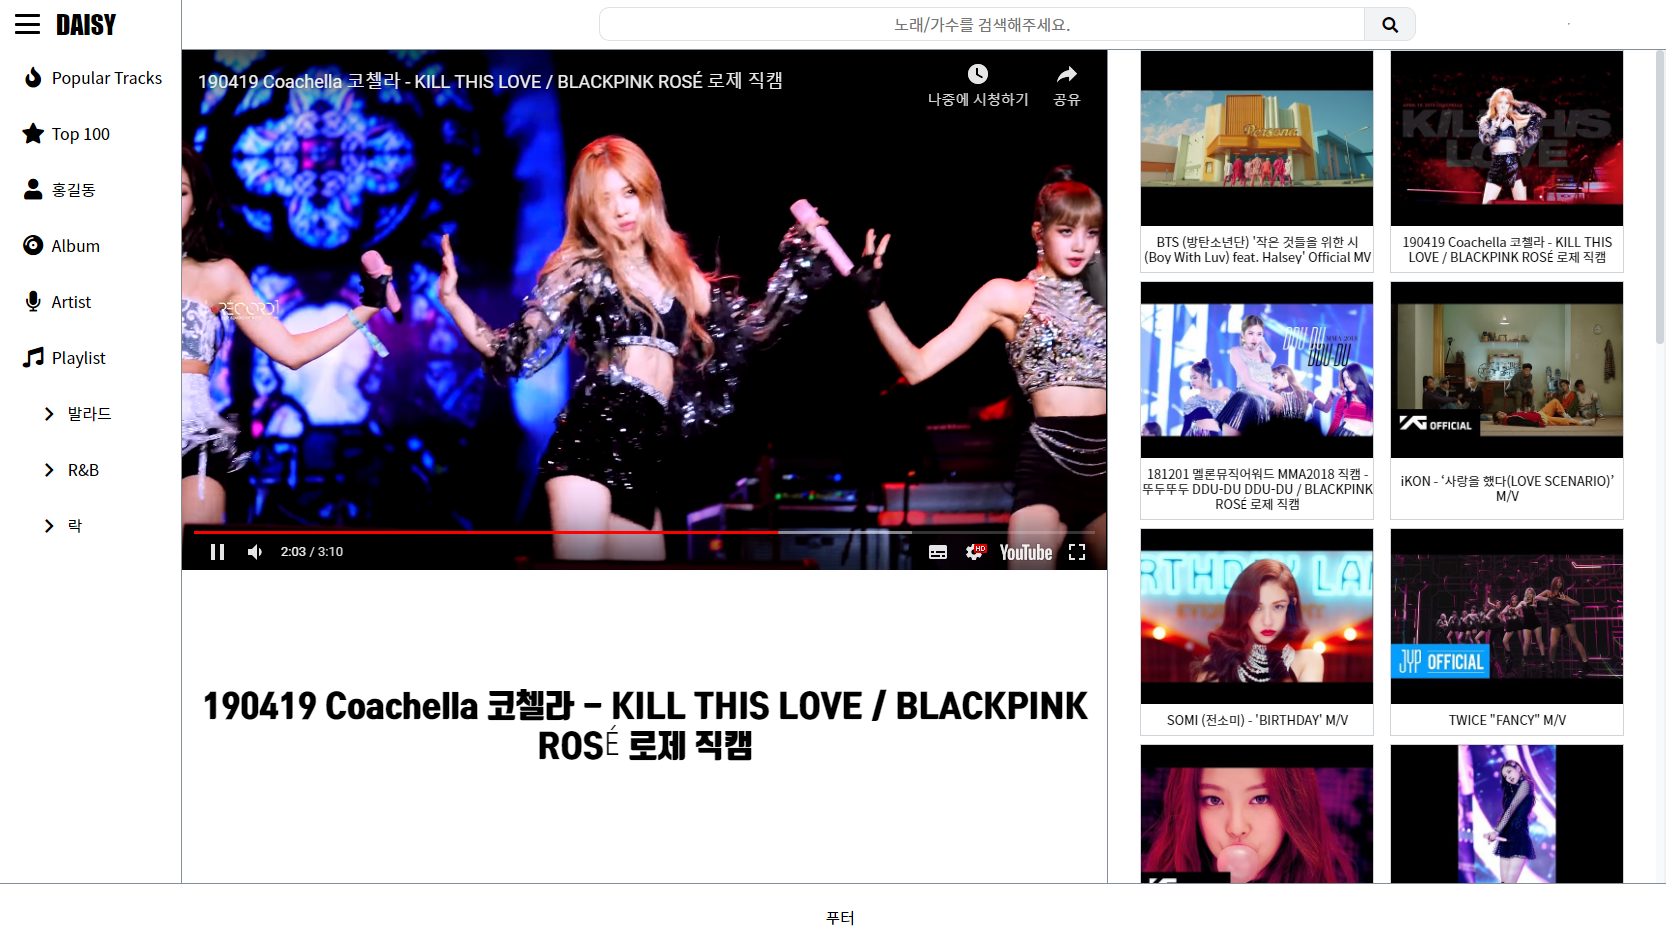 DAISY
노래/가수를 검색해주세요.
Popular Tracks
Top 100
홍길동
Album
Artist
Playlist
발라드
R&B
락
190419 Coachella 코첼라 - KILL THIS LOVE / BLACKPINK ROSÉ 로제 직캠
나중에 시청하기
공유
2:03 / 3:10
HD
YouTube
190419 Coachella 코첼라 - KILL THIS LOVE / BLACKPINK
ROSÉ 로제 직캠
Persona
BTS (방탄소년단) '작은 것들을 위한 시
(Boy With Luv) feat. Halsey' Official MV
KILL THIS
LOVE
190419 Coachella 코첼라 - KILL THIS
LOVE / BLACKPINK ROSÉ 로제 직캠
DDU-DU
MMA 2018
DDU-DU
181201 멜론뮤직어워드 MMA2018 직캠 -
뚜두뚜두 DDU-DU DDU-DU / BLACKPINK
ROSÉ 로제 직캠
YG OFFICIAL
iKON - ‘사랑을 했다(LOVE SCENARIO)’
M/V
SOMI (전소미) - 'BIRTHDAY' M/V
JYP OFFICIAL
TWICE "FANCY" M/V
푸터